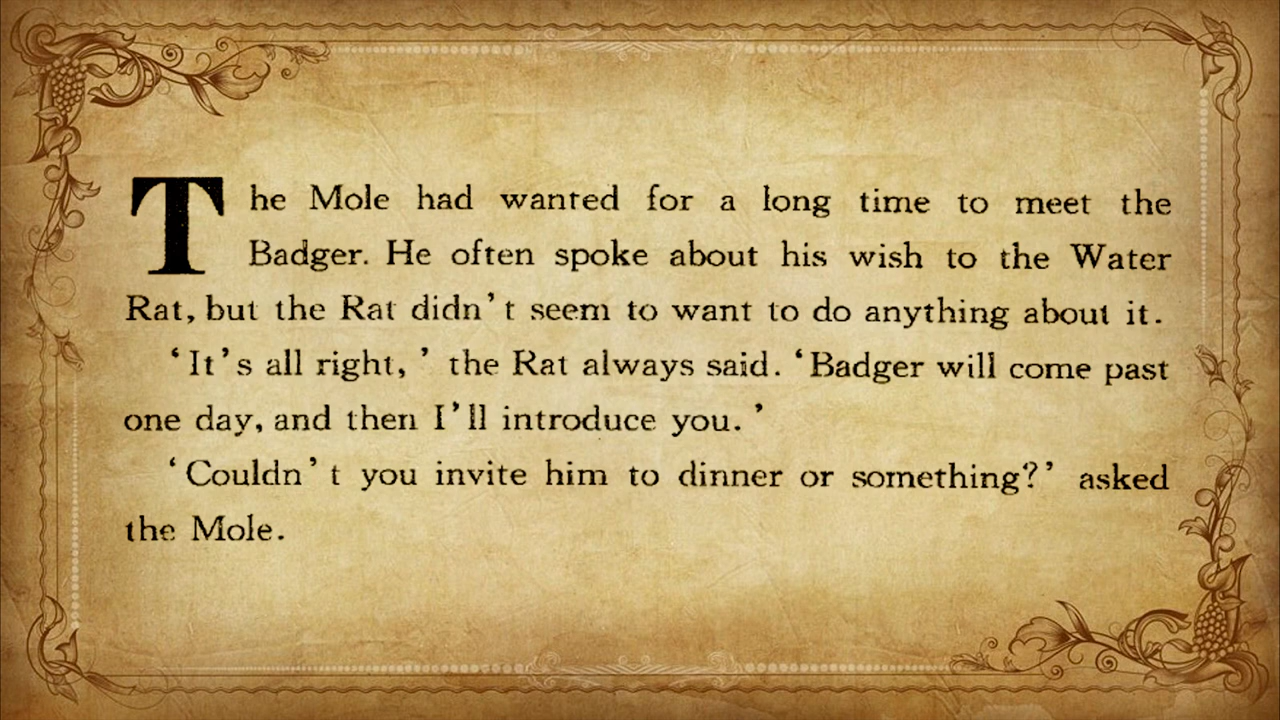 The Mole had wanted for a long time to meet the
Badger. He often spoke about his wish to the Water
Rat, but the Rat didn't seem to want to do anything about it.
'It's all right,' the Rat always said. 'Badger will come past
one day, and then I'll introduce you.'
'Couldn't you invite him to dinner or something?' asked
the Mole.